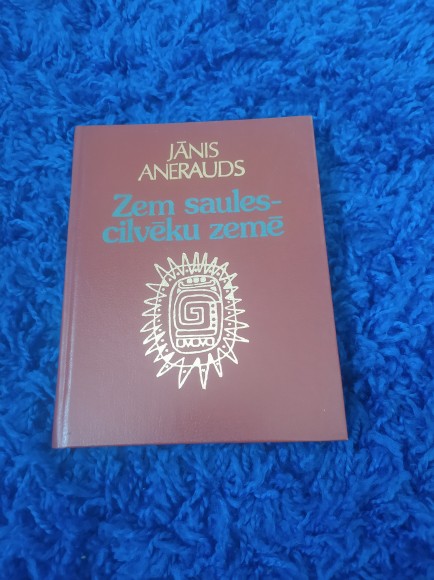 JĀNIS
ANERAUDS
Zem saules-
cilvēku zemē